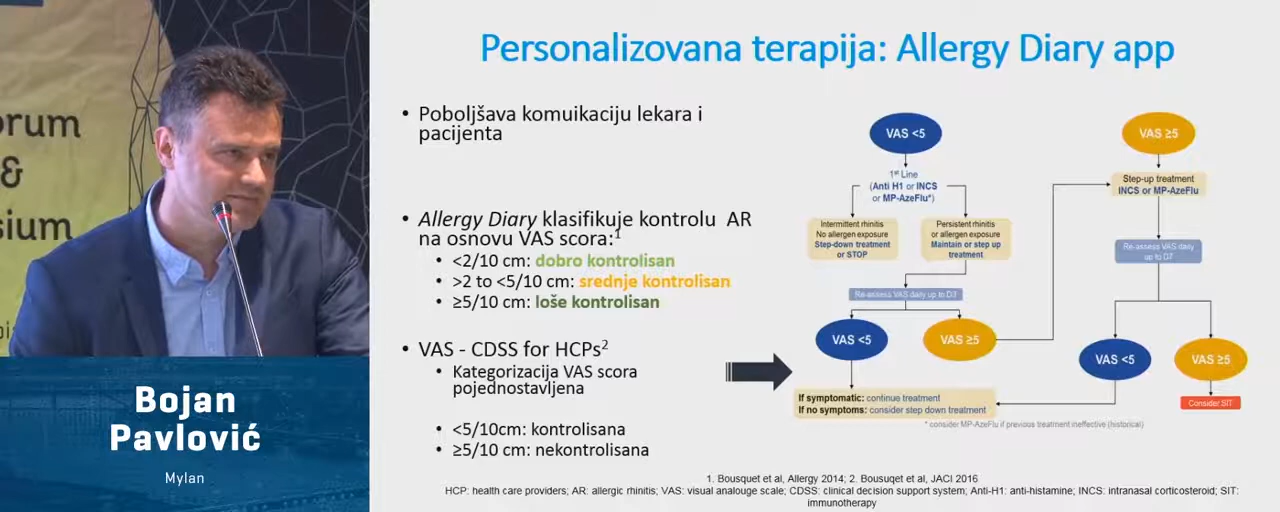 orum
&
sium
Bojan
Pavlović
Mylan
Personalizovana terapija: Allergy Diary app
• Poboljšava komuikaciju lekara i
pacijenta
• Allergy Diary klasifikuje kontrolu AR
na osnovu VAS scora:1
• <2/10 cm: dobro kontrolisan
• >2 to <5/10 cm: srednje kontrolisan
• ≥5/10 cm: loše kontrolisan
• VAS - CDSS for HCPs2
• Kategorizacija VAS scora
pojednostavljena
• <5/10cm: kontrolisana
• ≥5/10 cm: nekontrolisana
VAS <5
1st Line
(Anti H1 or INCS
or MP-AzeFlu*)
Intermittent rhinitis
No allergen exposure
Step-down treatment
or STOP
Persistent rhinitis
or allergen exposure
Maintain or step up
treatment
Re-assess VAS daily up to D3
VAS <5
VAS ≥5
If symptomatic: continue treatment
If no symptoms: consider step down treatment
VAS ≥5
Step-up treatment
INCS or MP-AzeFlu
Re-assess VAS daily
up to D7
VAS <5
VAS ≥5
Consider SIT
* consider MP-AzeFlu if previous treatment ineffective (historical)
1. Bousquet et al, Allergy 2014; 2. Bousuqet et al, JACI 2016
HCP: health care providers; AR: allergic rhinitis; VAS: visual analouge scale; CDSS: clinical decision support system; Anti-H1: anti-histamine; INCS: intranasal corticosteroid; SIT:
immunotherapy